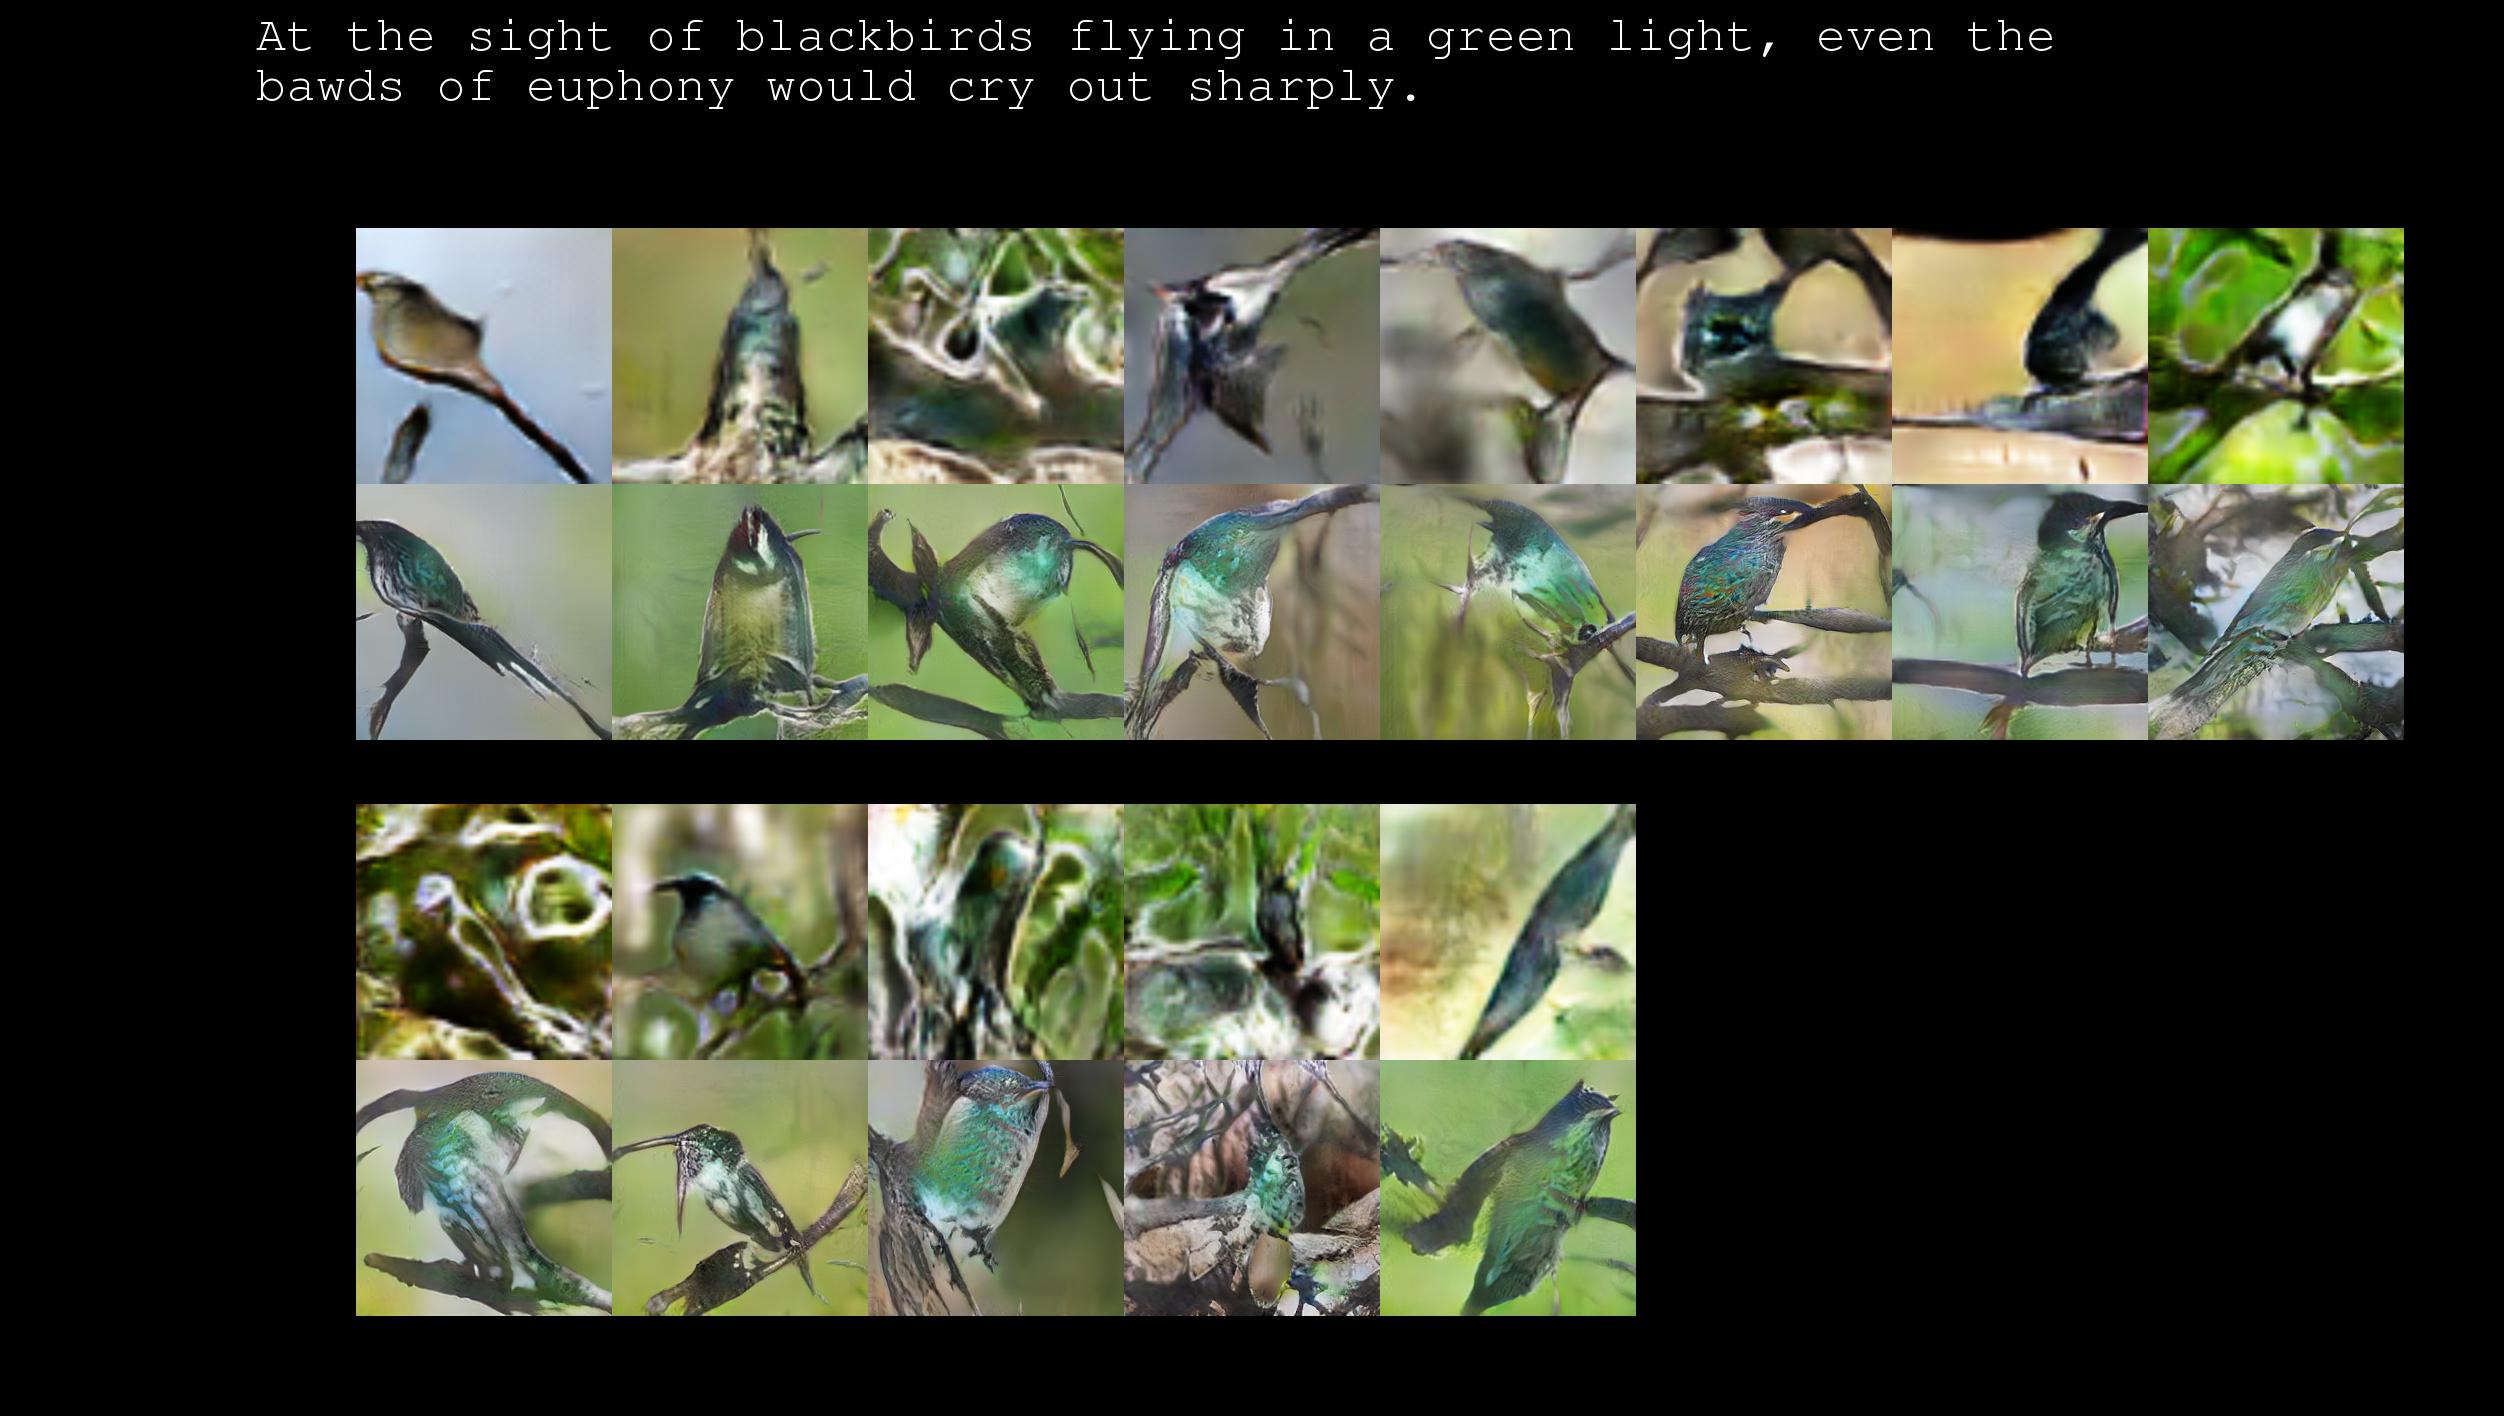 At the sight of blackbirds flying in a green light, even the
bawds of euphony would cry out sharply.